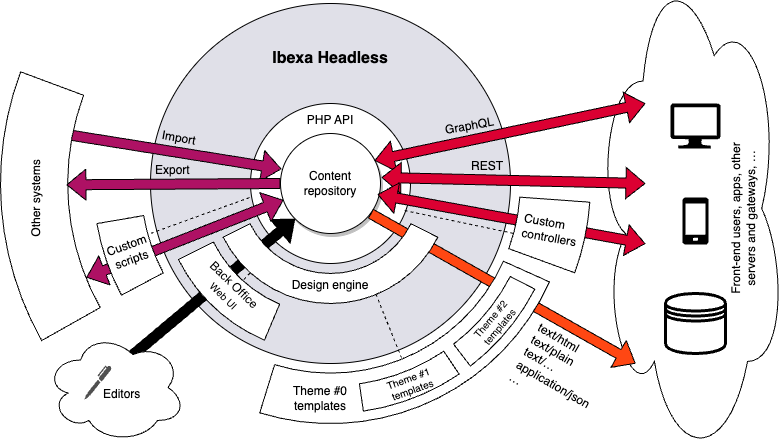 Ibexa Headless
PHP API
Content
repository
Import
Export
Other systems
Custom
scripts
Back Office
Web UI
Editors
Design engine
Theme #0
templates
Theme #1
templates
Theme #2
templates
GraphQL
REST
Custom
controllers
text/html
text/plain
text/...
application/json
...
Front-end users, apps, other
servers and gateways, ...